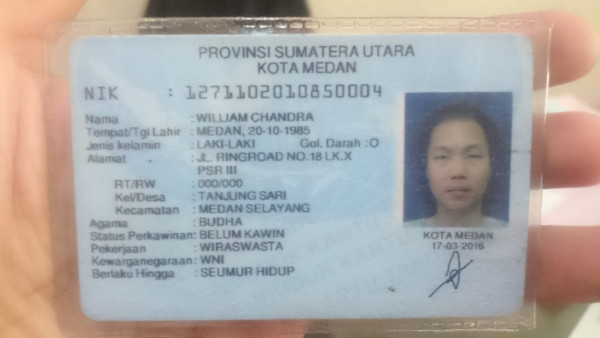 PROVINSI SUMATERA UTARA
KOTA MEDAN
NIK : 1271102010850004
Nama : WILLIAM CHANDRA
Tempat/Tgl Lahir : MEDAN, 20-10-1985
Jenis kelamin : LAKI-LAKI Gol. Darah : O
Alamat : JL. RINGROAD NO.18 LK.X
PSR III
RT/RW : 000/000
Kel/Desa : TANJUNG SARI
Kecamatan : MEDAN SELAYANG
Agama : BUDHA
Status Perkawinan: BELUM KAWIN
Pekerjaan : WIRASWASTA
Kewarganegaraan: WNI
Berlaku Hingga : SEUMUR HIDUP
KOTA MEDAN
17-03-2016